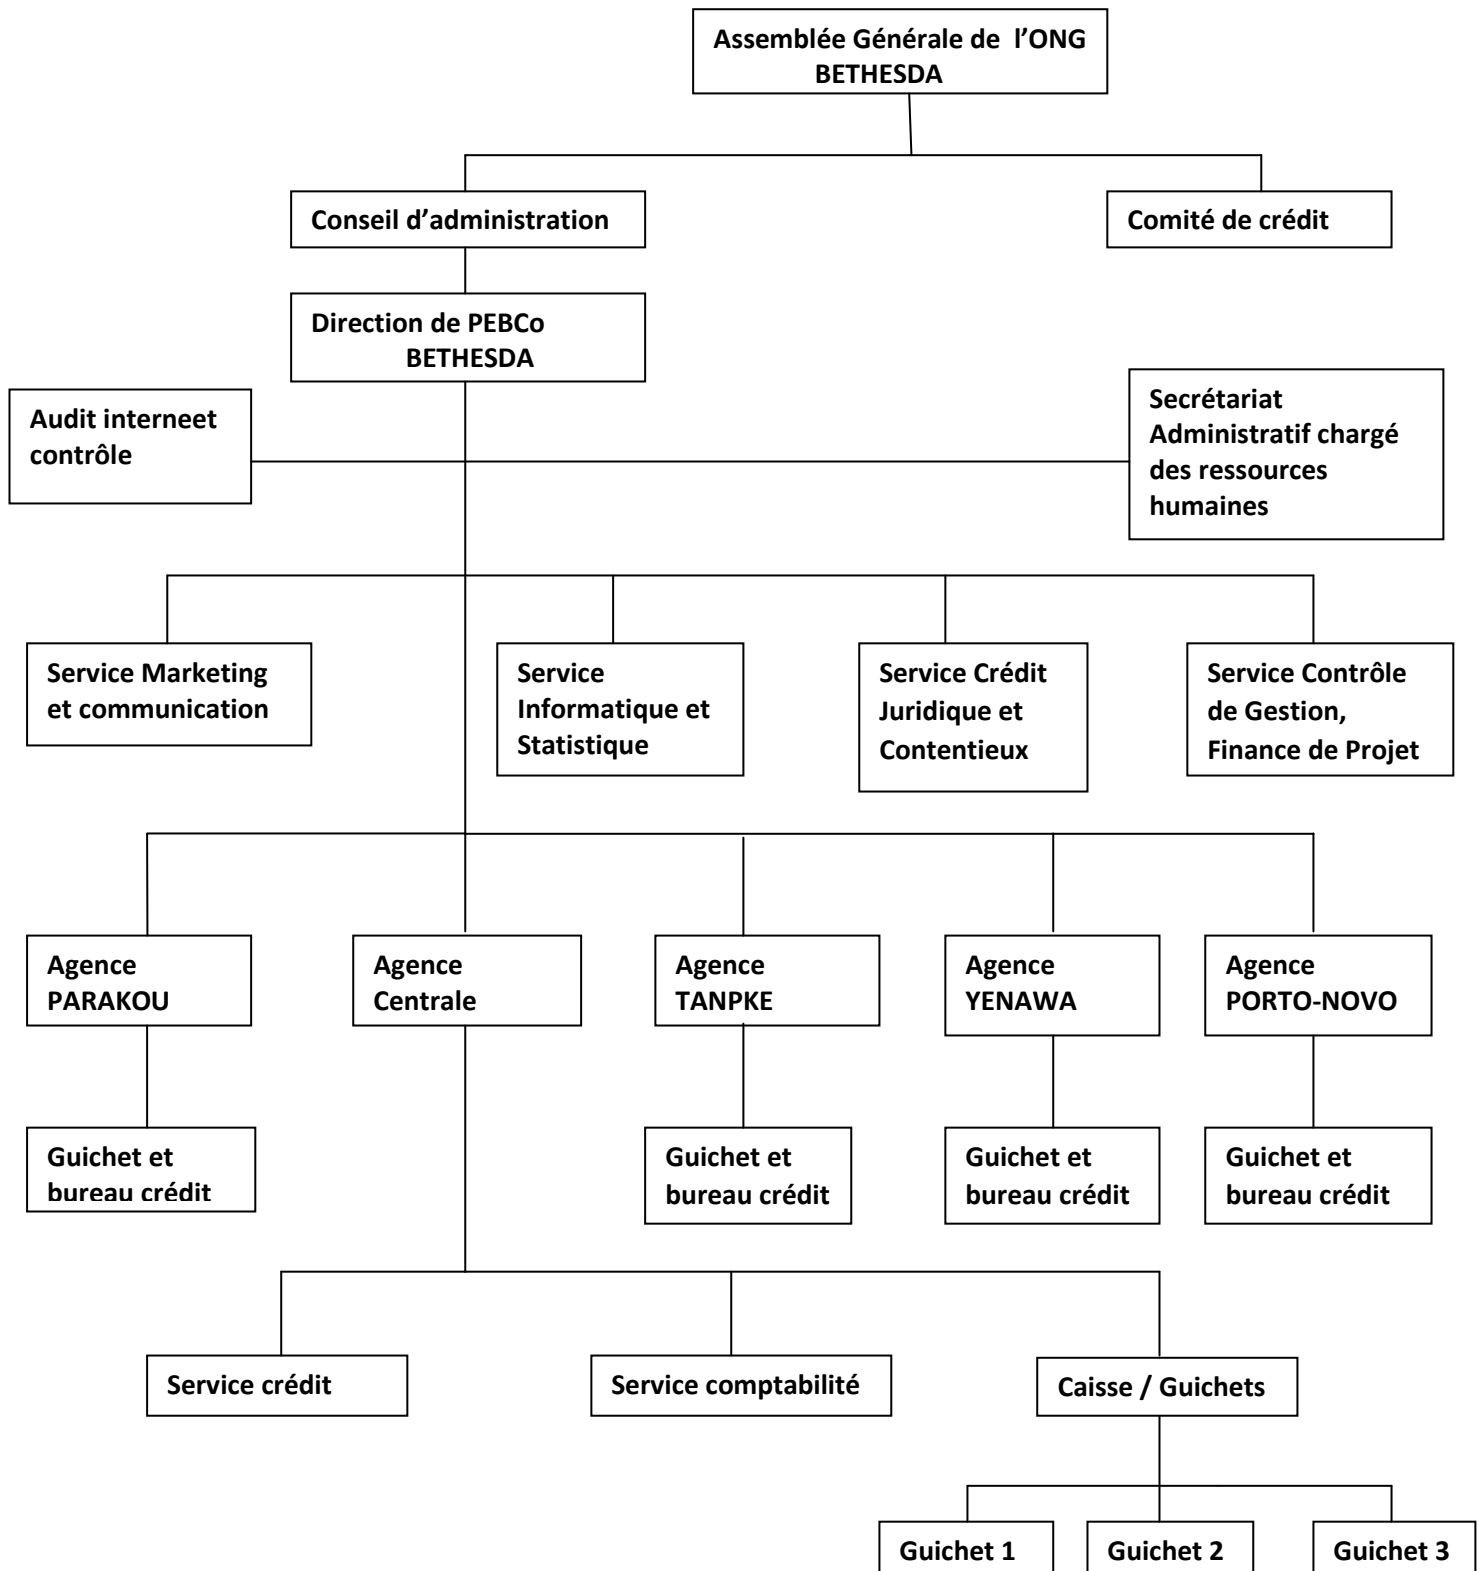 Assemblée Générale de l’ONG
BETHESDA
Conseil d’administration
Comité de crédit
Direction de PEBCo
BETHESDA
Audit interneet
contrôle
Secrétariat
Administratif chargé
des ressources
humaines
Service Marketing
et communication
Service
Informatique et
Statistique
Service Crédit
Juridique et
Contentieux
Service Contrôle
de Gestion,
Finance de Projet
Agence
PARAKOU
Agence
Centrale
Agence
TANPKE
Agence
YENAWA
Agence
PORTO-NOVO
Guichet et
bureau crédit
Guichet et
bureau crédit
Guichet et
bureau crédit
Guichet et
bureau crédit
Service crédit
Service comptabilité
Caisse / Guichets
Guichet 1
Guichet 2
Guichet 3